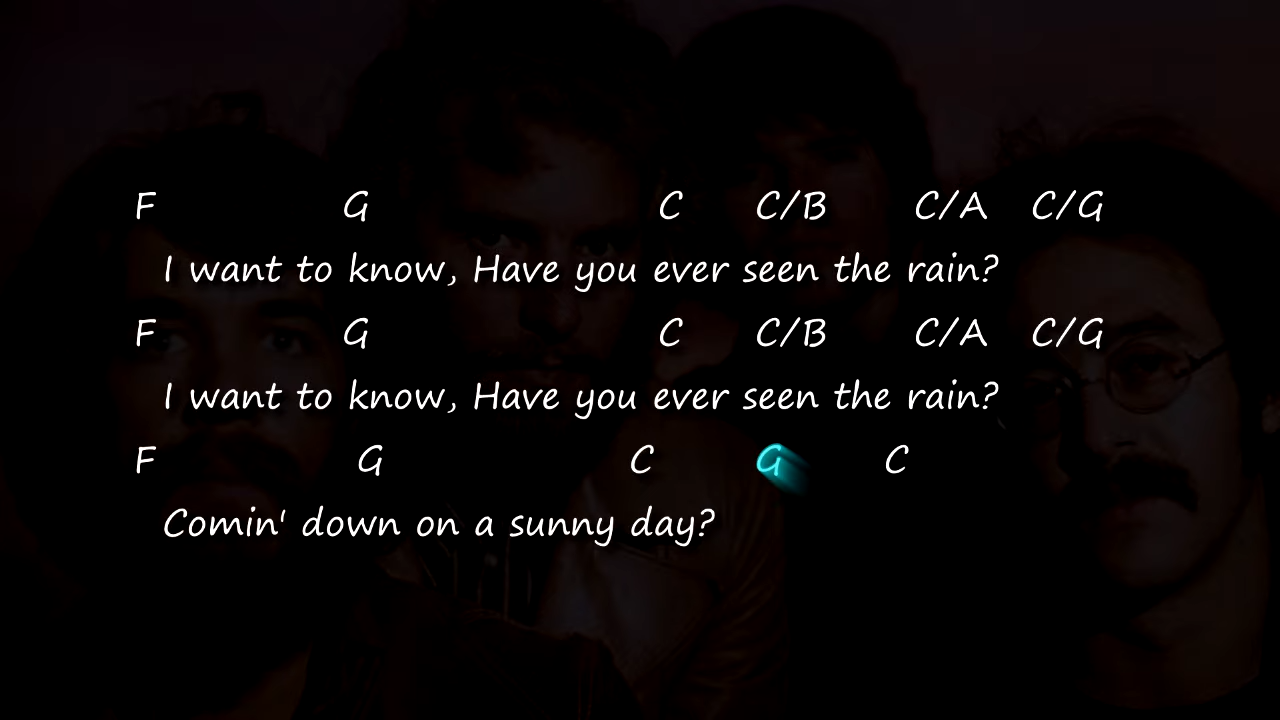 F G C C/B C/A C/G
I want to know, Have you ever seen the rain?
F G C C/B C/A C/G
I want to know, Have you ever seen the rain?
F G C G C
Comin' down on a sunny day?